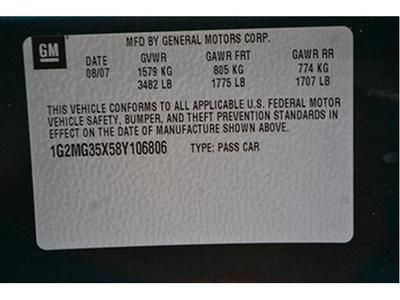 GM
MFD BY GENERAL MOTORS CORP.
DATE GVWR GAWR FRT GAWR RR
08/07 1579 KG 805 KG 774 KG
3482 LB 1775 LB 1707 LB
THIS VEHICLE CONFORMS TO ALL APPLICABLE U.S. FEDERAL MOTOR
VEHICLE SAFETY, BUMPER, AND THEFT PREVENTION STANDARDS IN
EFFECT ON THE DATE OF MANUFACTURE SHOWN ABOVE.
1G2MG35X58Y106806 TYPE: PASS CAR